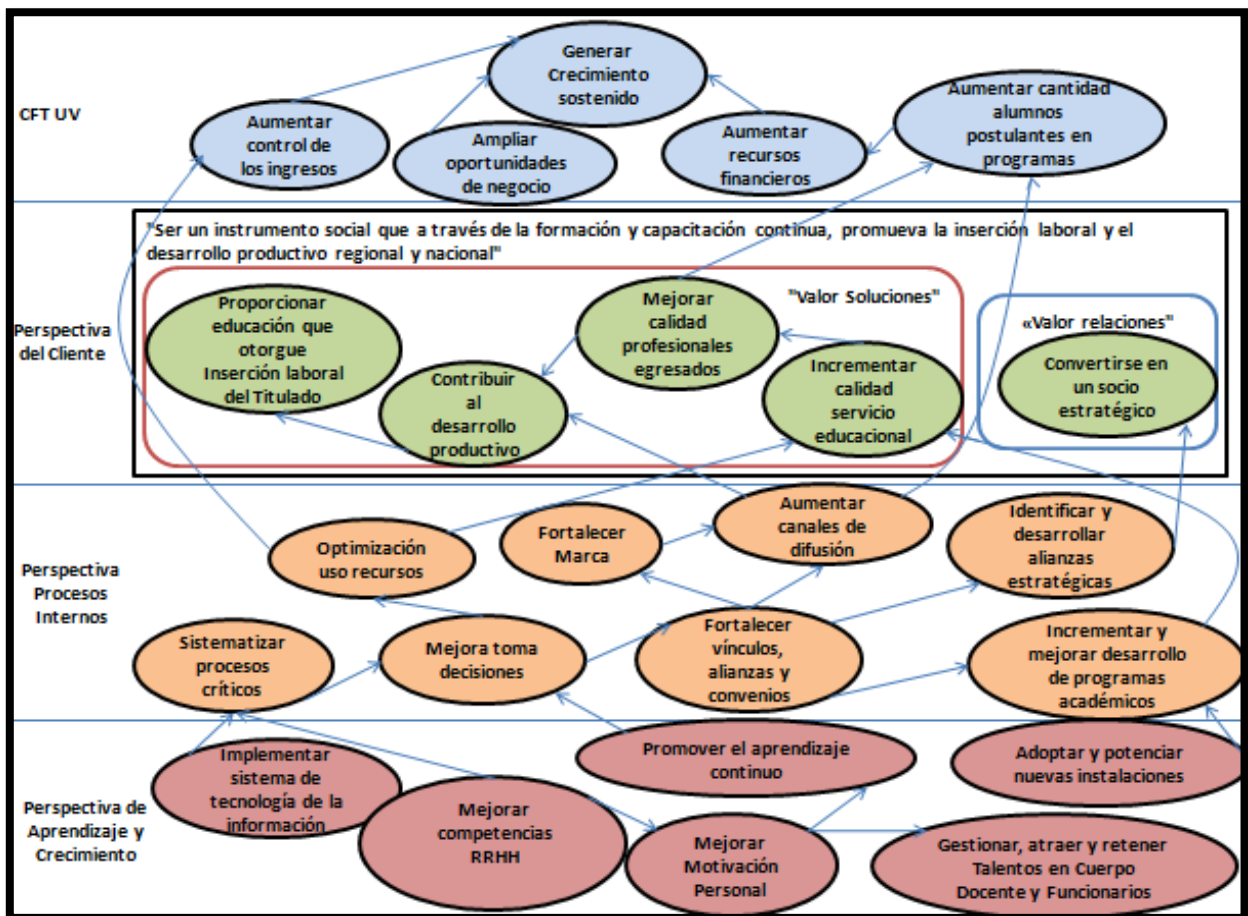 CFT UV
Generar
Crecimiento
sostenido
Aumentar
control de
los ingresos
Ampliar
oportunidades
de negocio
Aumentar
recursos
financieros
Aumentar cantidad
alumnos
postulantes en
programas
"Ser un instrumento social que a través de la formación y capacitación continua, promueva la inserción laboral y el
desarrollo productivo regional y nacional"
Perspectiva
del Cliente
Proporcionar
educación que
otorgue
Inserción laboral
del Titulado
Contribuir
al
desarrollo
productivo
Mejorar
calidad
profesionales
egresados
"Valor Soluciones"
Incrementar
calidad
servicio
educacional
«Valor relaciones"
Convertirse en
un socio
estratégico
Perspectiva
Procesos
Internos
Optimización
uso recursos
Fortalecer
Marca
Aumentar
canales de
difusión
Identificar y
desarrollar
alianzas
estratégicas
Sistematizar
procesos
críticos
Mejora toma
decisiones
Fortalecer
vínculos,
alianzas y
convenios
Incrementar y
mejorar desarrollo
de programas
académicos
Perspectiva de
Aprendizaje y
Crecimiento
Implementar
sistema de
tecnología de la
información
Mejorar
competencias
RRHH
Promover el aprendizaje
continuo
Mejorar
Motivación
Personal
Adoptar y potenciar
nuevas instalaciones
Gestionar, atraer y retener
Talentos en Cuerpo
Docente y Funcionarios